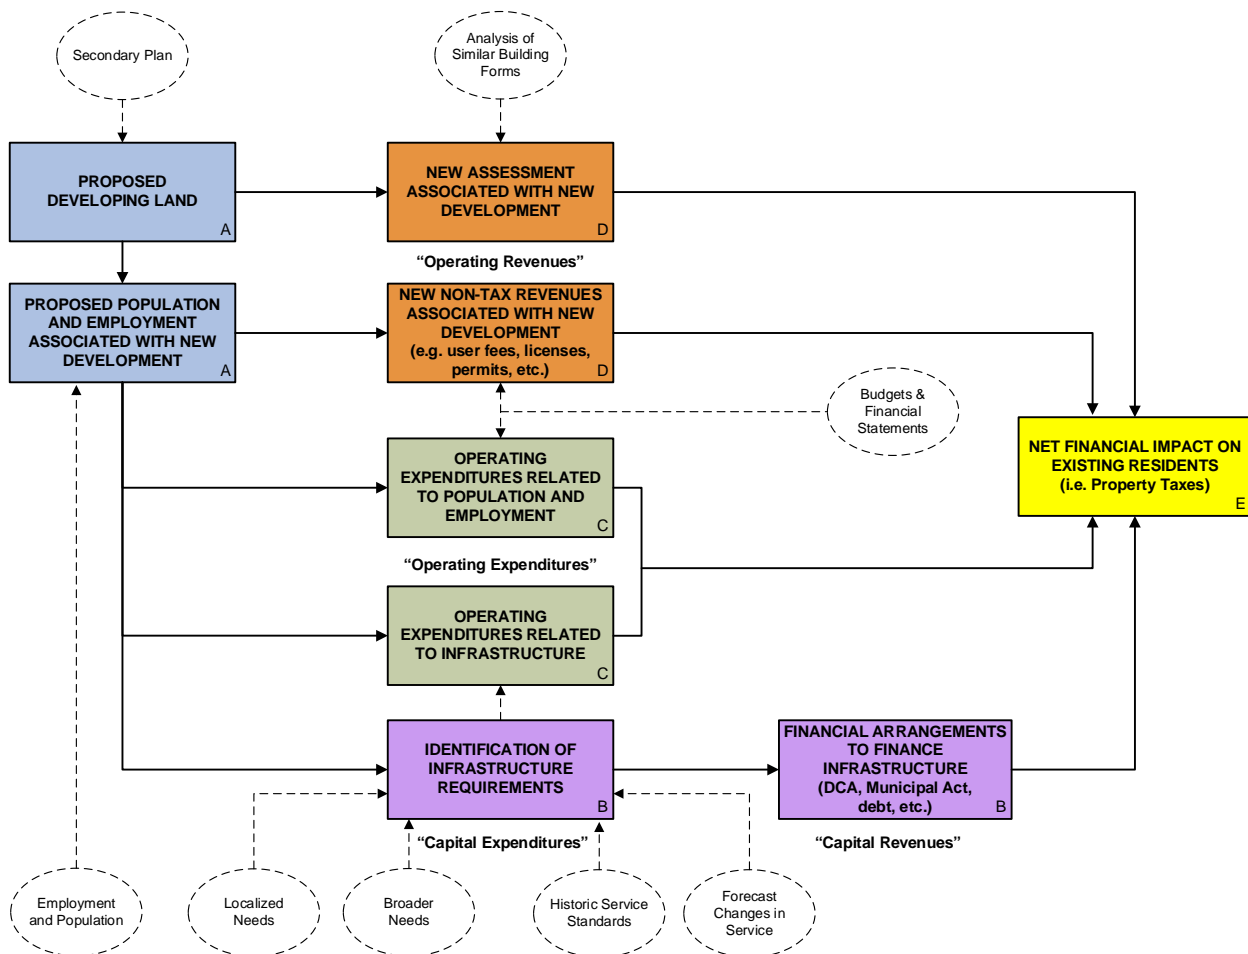 Secondary Plan
Analysis of
Similar Building
Forms
PROPOSED
DEVELOPING LAND
A
NEW ASSESSMENT
ASSOCIATED WITH NEW
DEVELOPMENT
D
“Operating Revenues”
PROPOSED POPULATION
AND EMPLOYMENT
ASSOCIATED WITH NEW
DEVELOPMENT
A
NEW NON-TAX REVENUES
ASSOCIATED WITH NEW
DEVELOPMENT
(e.g. user fees, licenses,
permits, etc.)
D
Budgets &
Financial
Statements
OPERATING
EXPENDITURES RELATED
TO POPULATION AND
EMPLOYMENT
C
NET FINANCIAL IMPACT ON
EXISTING RESIDENTS
(i.e. Property Taxes)
E
“Operating Expenditures”
OPERATING
EXPENDITURES RELATED
TO INFRASTRUCTURE
C
IDENTIFICATION OF
INFRASTRUCTURE
REQUIREMENTS
B
FINANCIAL ARRANGEMENTS
TO FINANCE
INFRASTRUCTURE
(DCA, Municipal Act,
debt, etc.)
B
“Capital Expenditures”
“Capital Revenues”
Employment
and Population
Localized
Needs
Broader
Needs
Historic Service
Standards
Forecast
Changes in
Service